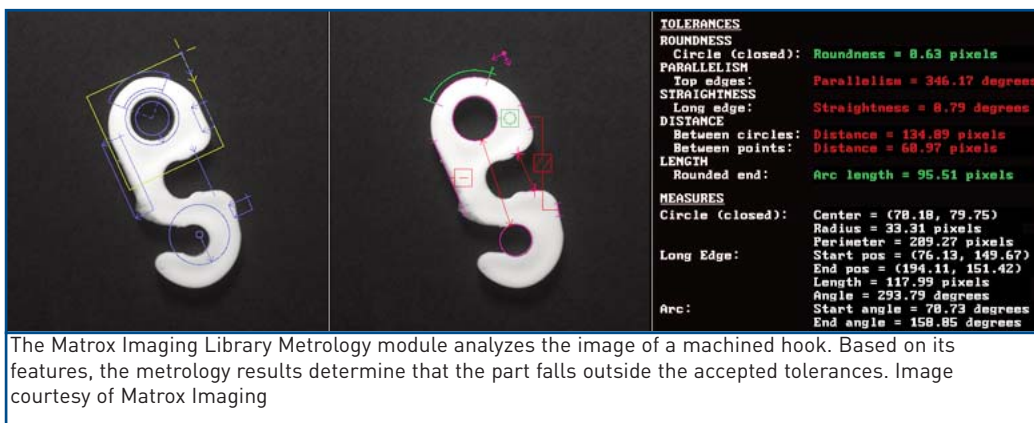 TOLERANCES
ROUNDNESS
Circle (closed): Roundness = 0.63 pixels
PARALLELISM
Top edges: Parallelism = 346.17 degrees
STRAIGHTNESS
Long edge: Straightness = 0.79 degrees
DISTANCE
Between circles: Distance = 134.89 pixels
Between points: Distance = 60.97 pixels
LENGTH
Rounded end: Arc length = 95.51 pixels
MEASURES
Circle (closed): Center = (70.18, 79.75)
Radius = 33.31 pixels
Perimeter = 209.27 pixels
Long Edge: Start pos = (76.13, 149.67)
End pos = (194.11, 151.42)
Length = 117.99 pixels
Angle = 293.79 degrees
Arc: Start angle = 70.73 degrees
End angle = 158.85 degrees
The Matrox Imaging Library Metrology module analyzes the image of a machined hook. Based on its
features, the metrology results determine that the part falls outside the accepted tolerances. Image
courtesy of Matrox Imaging